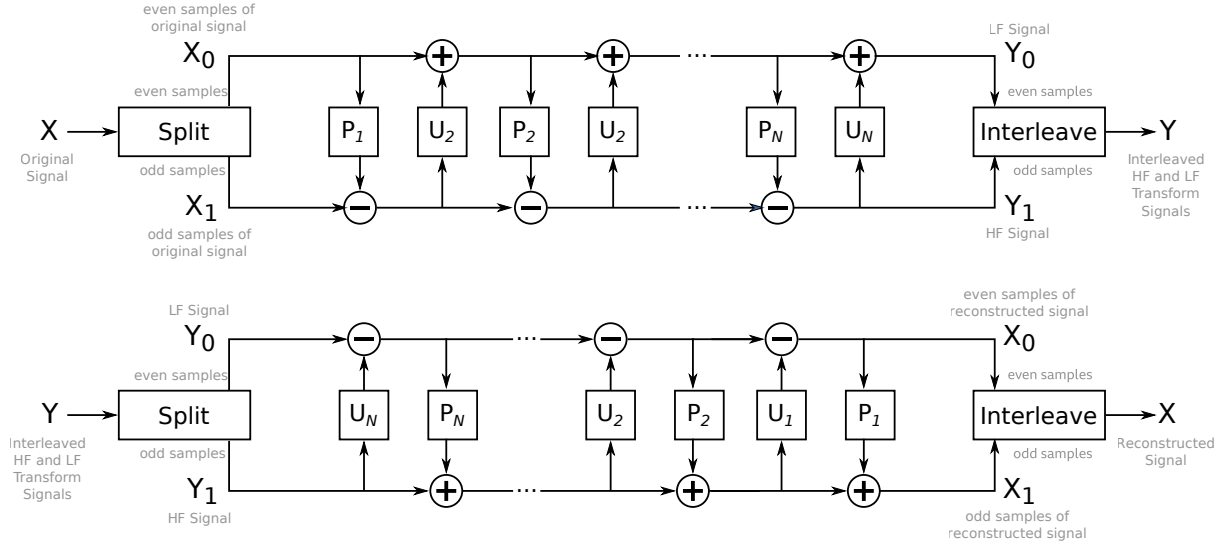 even samples of
original signal
X0
even samples
X
Original
Signal
Split
odd samples
X1
odd samples of
original signal
+
+
...
+
P1
U2
P2
U2
PN
UN
−
−
...
−
LF Signal
Y0
even samples
Interleave
odd samples
Y1
HF Signal
Y
Interleaved
HF and LF
Transform
Signals
LF Signal
Y0
even samples
Y
Interleaved
HF and LF
Transform
Signals
Split
odd samples
Y1
HF Signal
−
...
−
−
UN
PN
U2
P2
U1
P1
+
...
+
+
even samples of
reconstructed signal
X0
even samples
Interleave
odd samples
X1
odd samples of
reconstructed signal
X
Reconstructed
Signal